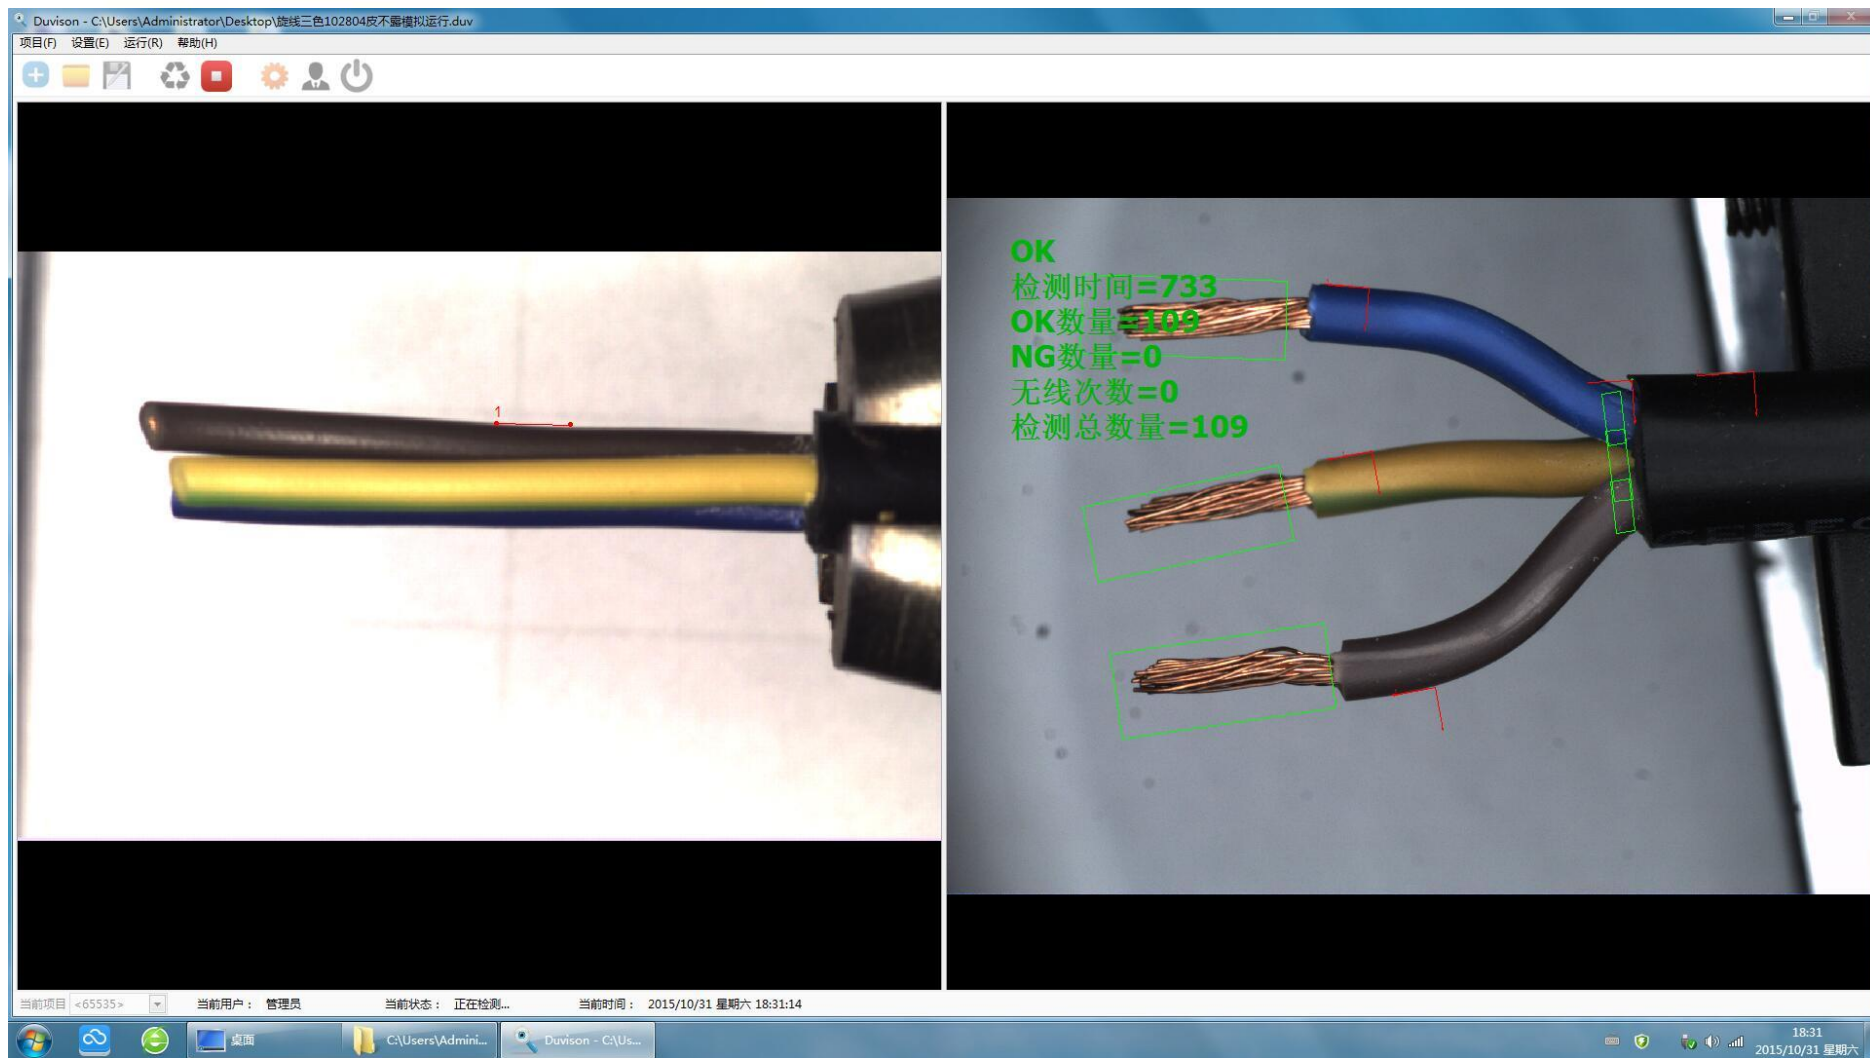 Duvison - C:\Users\Administrator\Desktop\旋线三色102804皮不露模拟运行.duv
项目(F) 设置(E) 运行(R) 帮助(H)
1
OK
检测时间=733
OK数量=109
NG数量=0
无线次数=0
检测总数量=109
当前项目 <65535> 当前用户： 管理员 当前状态： 正在检测... 当前时间： 2015/10/31 星期六 18:31:14
桌面 C:\Users\Admini... Duvison - C:\Us...
18:31
2015/10/31 星期六